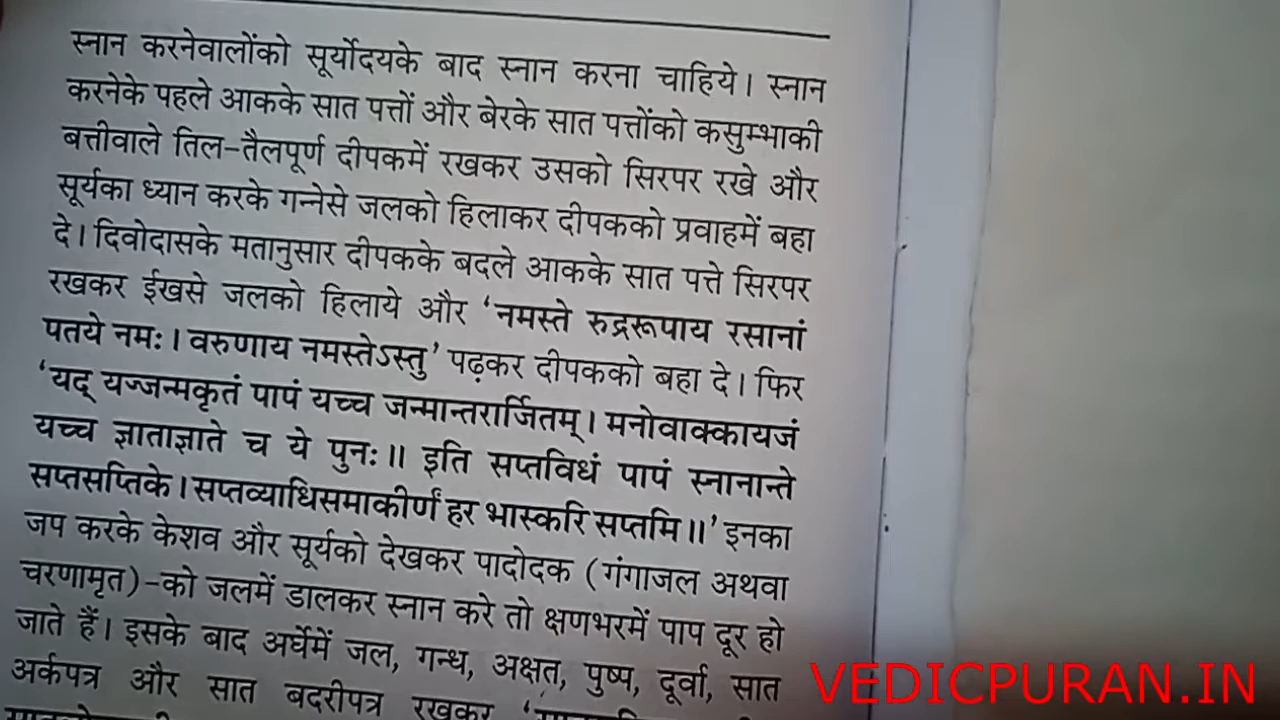 स्नान करनेवालोंको सूर्योदयके बाद स्नान करना चाहिये। स्नान
करनेके पहले आकके सात पत्तों और बेरके सात पत्तोंको कसुम्भाकी
बत्तीवाले तिल-तैलपूर्ण दीपकमें रखकर उसको सिरपर रखे और
सूर्यका ध्यान करके गन्नेसे जलको हिलाकर दीपकको प्रवाहमें बहा
दे। दिवोदासके मतानुसार दीपकके बदले आकके सात पत्ते सिरपर
रखकर ईखसे जलको हिलाये और ‘नमस्ते रुद्ररूपाय रसानां
पतये नमः। वरुणाय नमस्तेऽस्तु’ पढ़कर दीपकको बहा दे। फिर
‘यद् यज्जन्मकृतं पापं यच्च जन्मान्तरार्जितम्। मनोवाक्कायजं
यच्च ज्ञाताज्ञाते च ये पुनः॥ इति सप्तविधं पापं स्नानान्ते
सप्तसप्तिके। सप्तव्याधिसमाकीर्णं हर भास्करि सप्तमि॥’ इनका
जप करके केशव और सूर्यको देखकर पादोदक (गंगाजल अथवा
चरणामृत)-को जलमें डालकर स्नान करे तो क्षणभरमें पाप दूर हो
जाते हैं। इसके बाद अर्घेमें जल, गन्ध, अक्षत, पुष्प, दूर्वा, सात
अर्कपत्र और सात बदरीपत्र रखकर
VEDICPURAN.IN